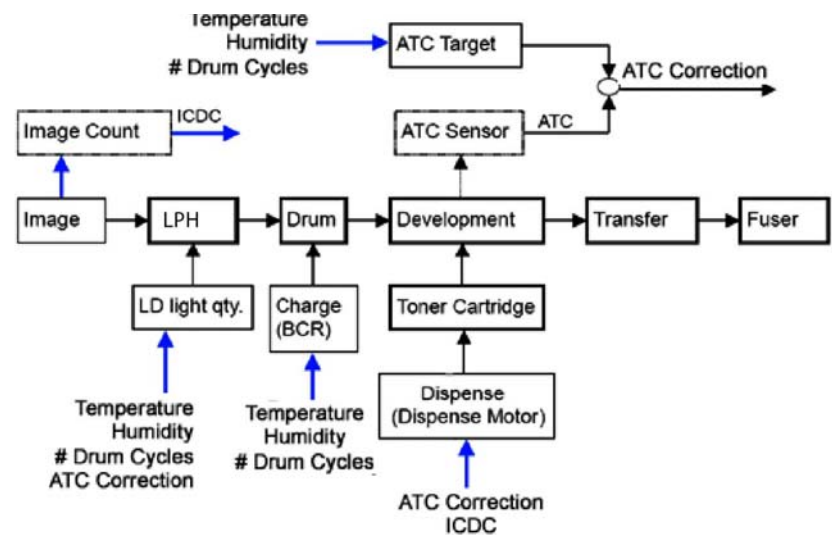 Temperature
Humidity
# Drum Cycles
ATC Target
ATC Correction
Image Count
ICDC
ATC Sensor
ATC
Image
LPH
Drum
Development
Transfer
Fuser
LD light qty.
Charge
(BCR)
Toner Cartridge
Temperature
Humidity
# Drum Cycles
ATC Correction
Temperature
Humidity
# Drum Cycles
Dispense
(Dispense Motor)
ATC Correction
ICDC